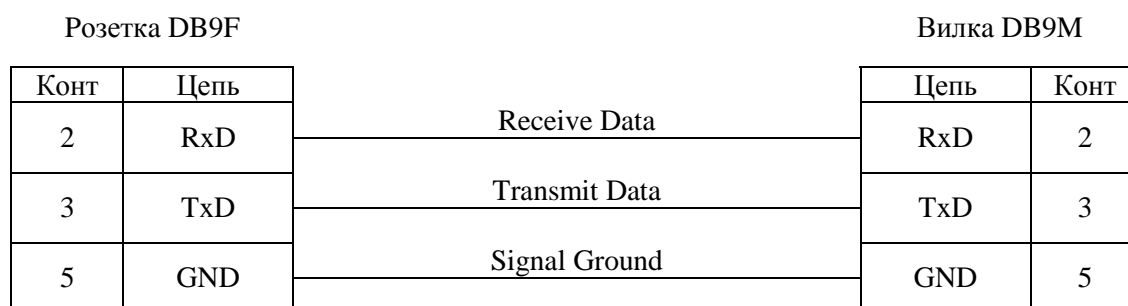 Розетка DB9F Вилка DB9M
Конт Цепь Цепь Конт
2 RxD Receive Data RxD 2
3 TxD Transmit Data TxD 3
5 GND Signal Ground GND 5